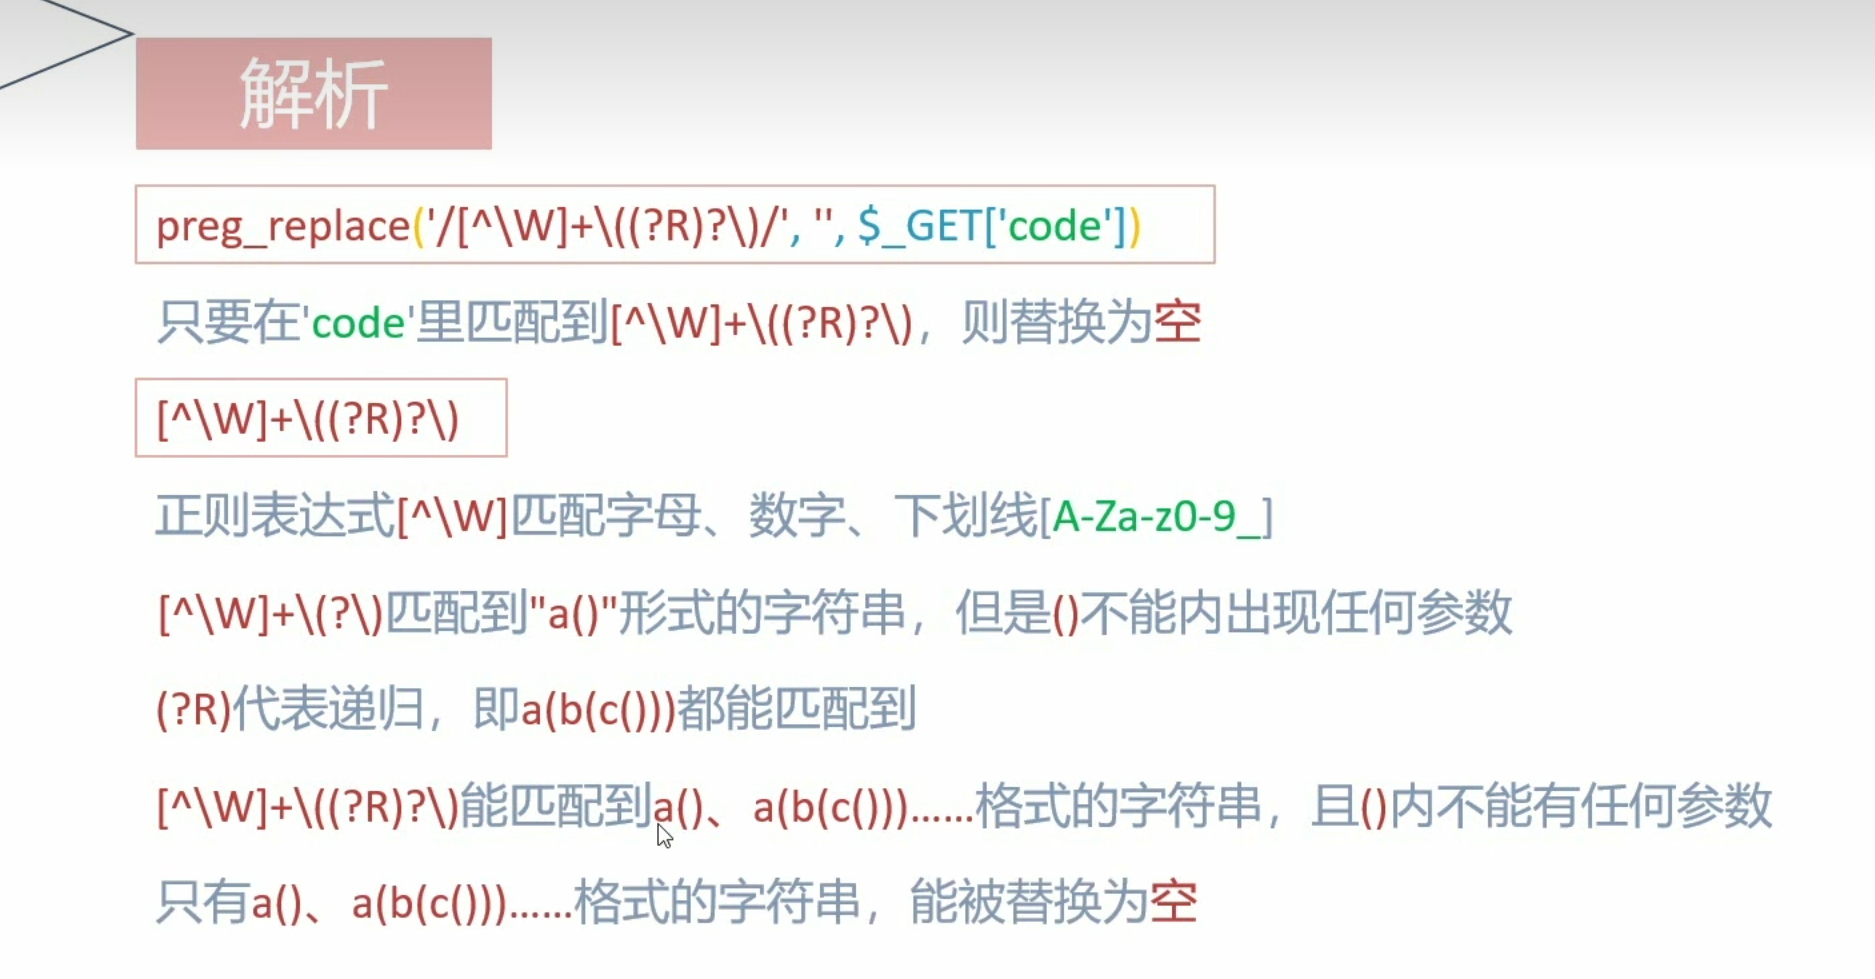 解析
preg_replace('/[^\W]+\((?R)?\)/', '', $_GET['code'])
只要在'code'里匹配到[^\W]+\((?R)?\)，则替换为空
[^\W]+\((?R)?\)
正则表达式[^\W]匹配字母、数字、下划线[A-Za-z0-9_]
[^\W]+\(?\)匹配到"a()"形式的字符串，但是()不能内出现任何参数
(?R)代表递归，即a(b(c()))都能匹配到
[^\W]+\((?R)?\)能匹配到a()、a(b(c()))……格式的字符串，且()内不能有任何参数
只有a()、a(b(c()))……格式的字符串，能被替换为空